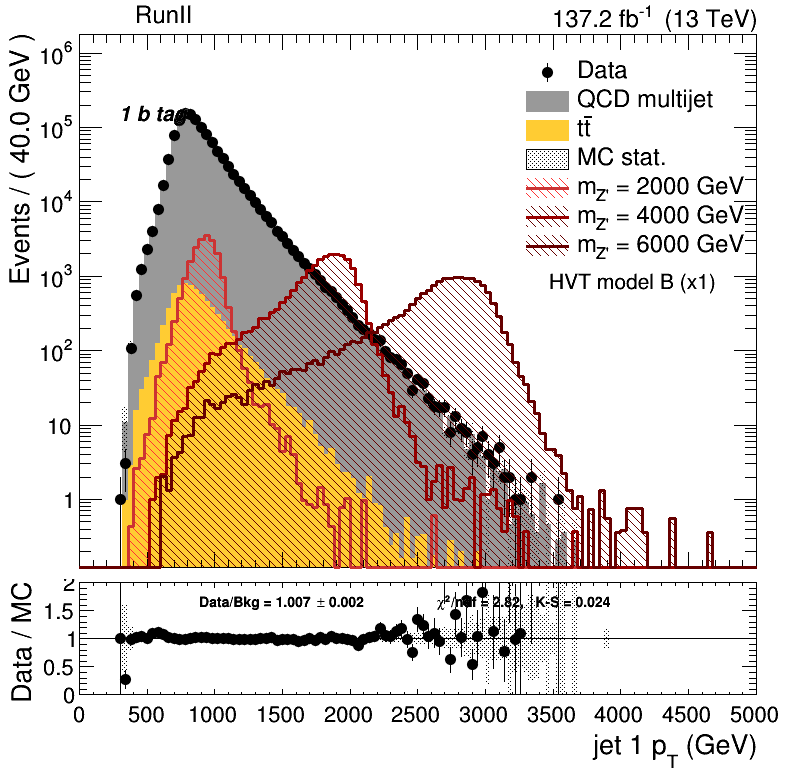 RunII 137.2 fb⁻¹ (13 TeV)
Events / ( 40.0 GeV )
10⁶
10⁵
10⁴
10³
10²
10
1
1 b tag
Data
QCD multijet
tt̄
MC stat.
m_Z' = 2000 GeV
m_Z' = 4000 GeV
m_Z' = 6000 GeV
HVT model B (x1)
Data / MC
2
1.5
1
0.5
0
Data/Bkg = 1.007 ± 0.002 χ²/ndf = 2.82, K-S = 0.024
0 500 1000 1500 2000 2500 3000 3500 4000 4500 5000
jet 1 p_T (GeV)